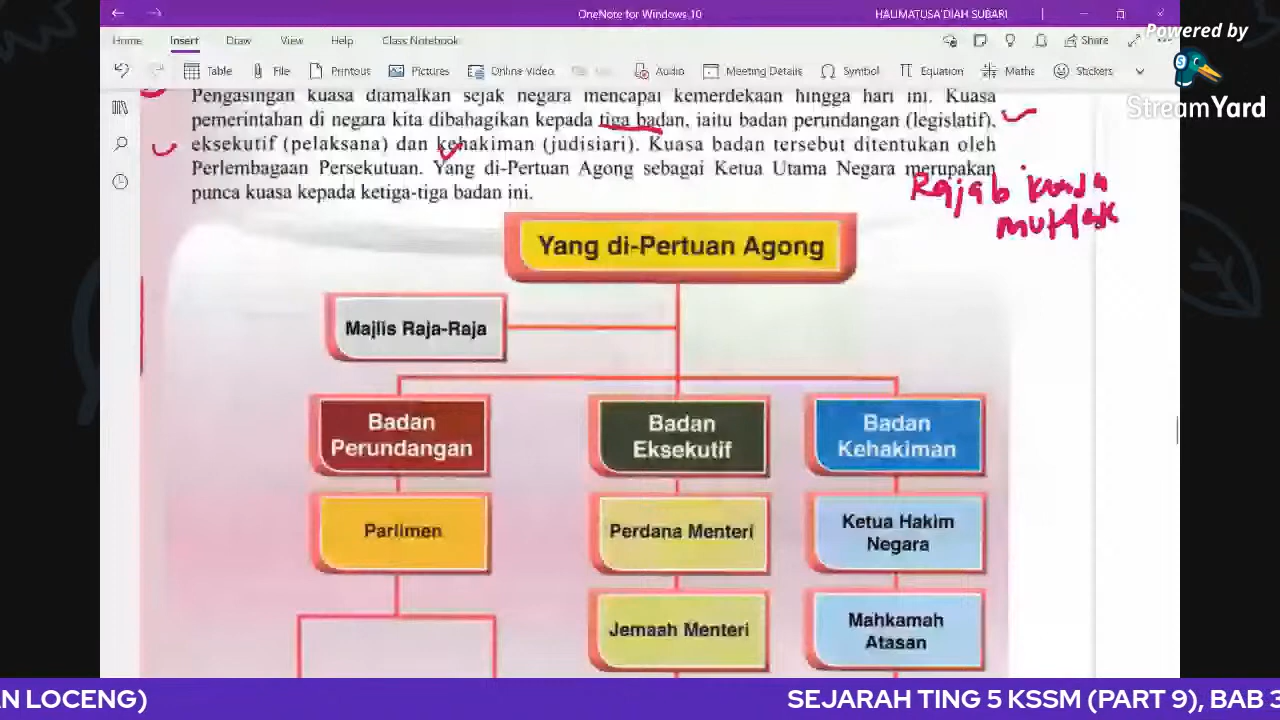 OneNote for Windows 10
HALIMATUSA'DIAH SUBARI
Powered by
StreamYard
Home Insert Draw View Help Class Notebook
Share
Table File Printout Pictures Online Video Audio Meeting Details Symbol Equation Maths Stickers
Pengasingan kuasa diamalkan sejak negara mencapai kemerdekaan hingga hari ini. Kuasa
pemerintahan di negara kita dibahagikan kepada tiga badan, iaitu badan perundangan (legislatif),
eksekutif (pelaksana) dan kehakiman (judisiari). Kuasa badan tersebut ditentukan oleh
Perlembagaan Persekutuan. Yang di-Pertuan Agong sebagai Ketua Utama Negara merupakan
punca kuasa kepada ketiga-tiga badan ini.
mutlak
Yang di-Pertuan Agong
Majlis Raja-Raja
Badan
Perundangan
Badan
Eksekutif
Badan
Kehakiman
Parlimen
Perdana Menteri
Ketua Hakim
Negara
Jemaah Menteri
Mahkamah
Atasan
AN LOCENG)
SEJARAH TING 5 KSSM (PART 9), BAB 3